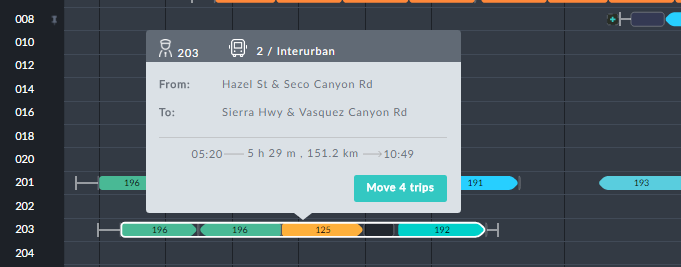 008
010
012
014
016
018
020
201 196 191 193
202
203 196 196 125 192
204
203 2 / Interurban
From: Hazel St & Seco Canyon Rd
To: Sierra Hwy & Vasquez Canyon Rd
05:20 5 h 29 m , 151.2 km 10:49
Move 4 trips